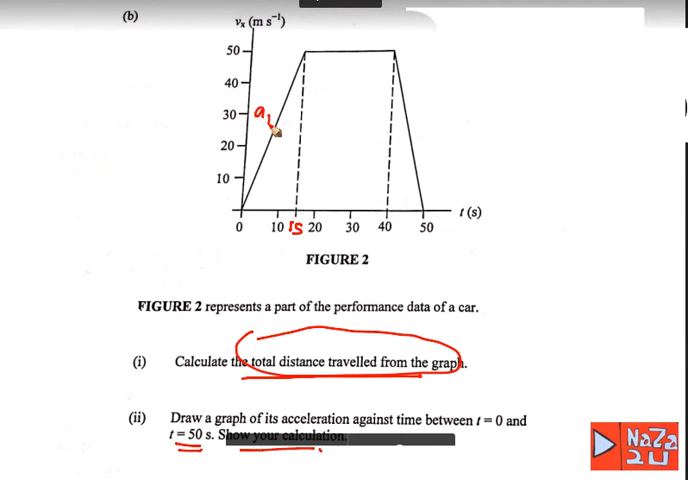 (b)
vₓ (m s⁻¹)
50
40
30
a₁
20
10
t (s)
0 10 15 20 30 40 50
FIGURE 2
FIGURE 2 represents a part of the performance data of a car.
(i) Calculate the total distance travelled from the graph.
(ii) Draw a graph of its acceleration against time between t = 0 and
t = 50 s. Show your calculation.
NaZa
2U